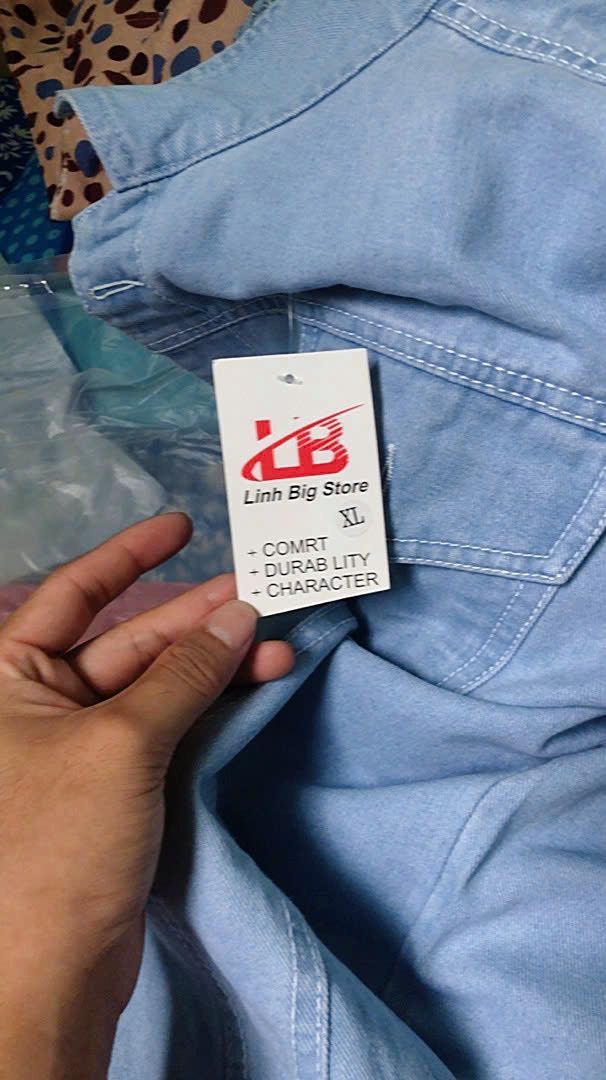 LB
Linh Big Store
XL
+ COMRT
+ DURAB LITY
+ CHARACTER